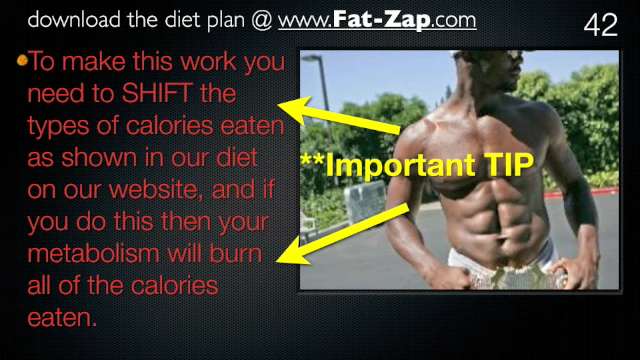 download the diet plan @ www.Fat-Zap.com
42
To make this work you
need to SHIFT the
types of calories eaten
as shown in our diet
on our website, and if
you do this then your
metabolism will burn
all of the calories
eaten.
**Important TIP